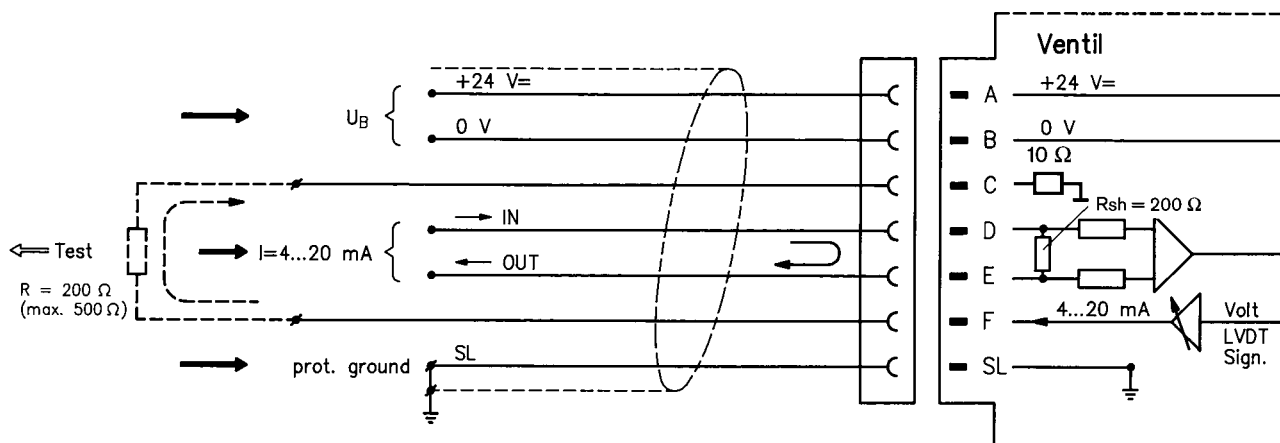 Ventil
+24 V=
A +24 V=
U_B
0 V
B 0 V
10 Ω
C
Rsh = 200 Ω
IN
D
Test
I=4...20 mA
OUT
E
R = 200 Ω
(max. 500 Ω)
F 4...20 mA
Volt
LVDT
Sign.
prot. ground
SL
SL